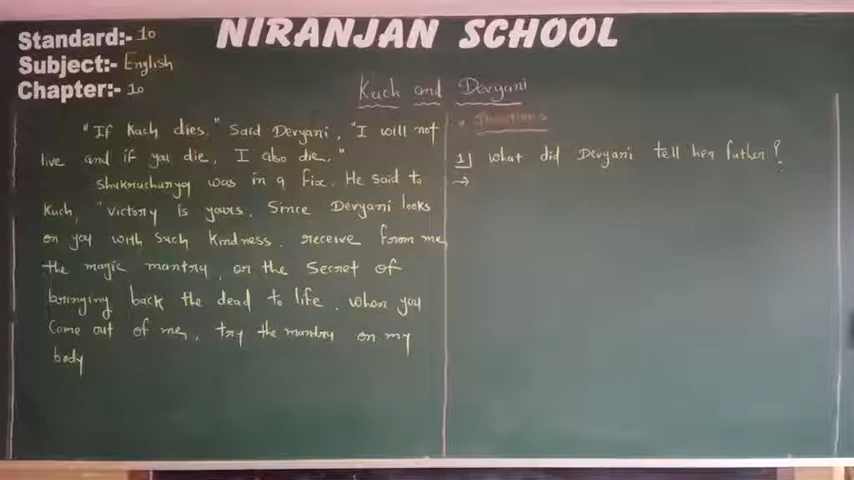 NIRANJAN SCHOOL
Standard:- 10
Subject:- English
Chapter:- 10
Kach and Devyani
"If Kach dies." Said Devyani, "I will not
live and if you die, I also die."
Shukracharya was in a fix. He said to
Kach, "Victory is yours. Since Devyani looks
on you with such kindness. receive from me,
the magic mantra, or the secret of
bringing back the dead to life. when you
Come out of me, try the mantra on my
body
* Questions
1] what did Devyani tell her father?
→